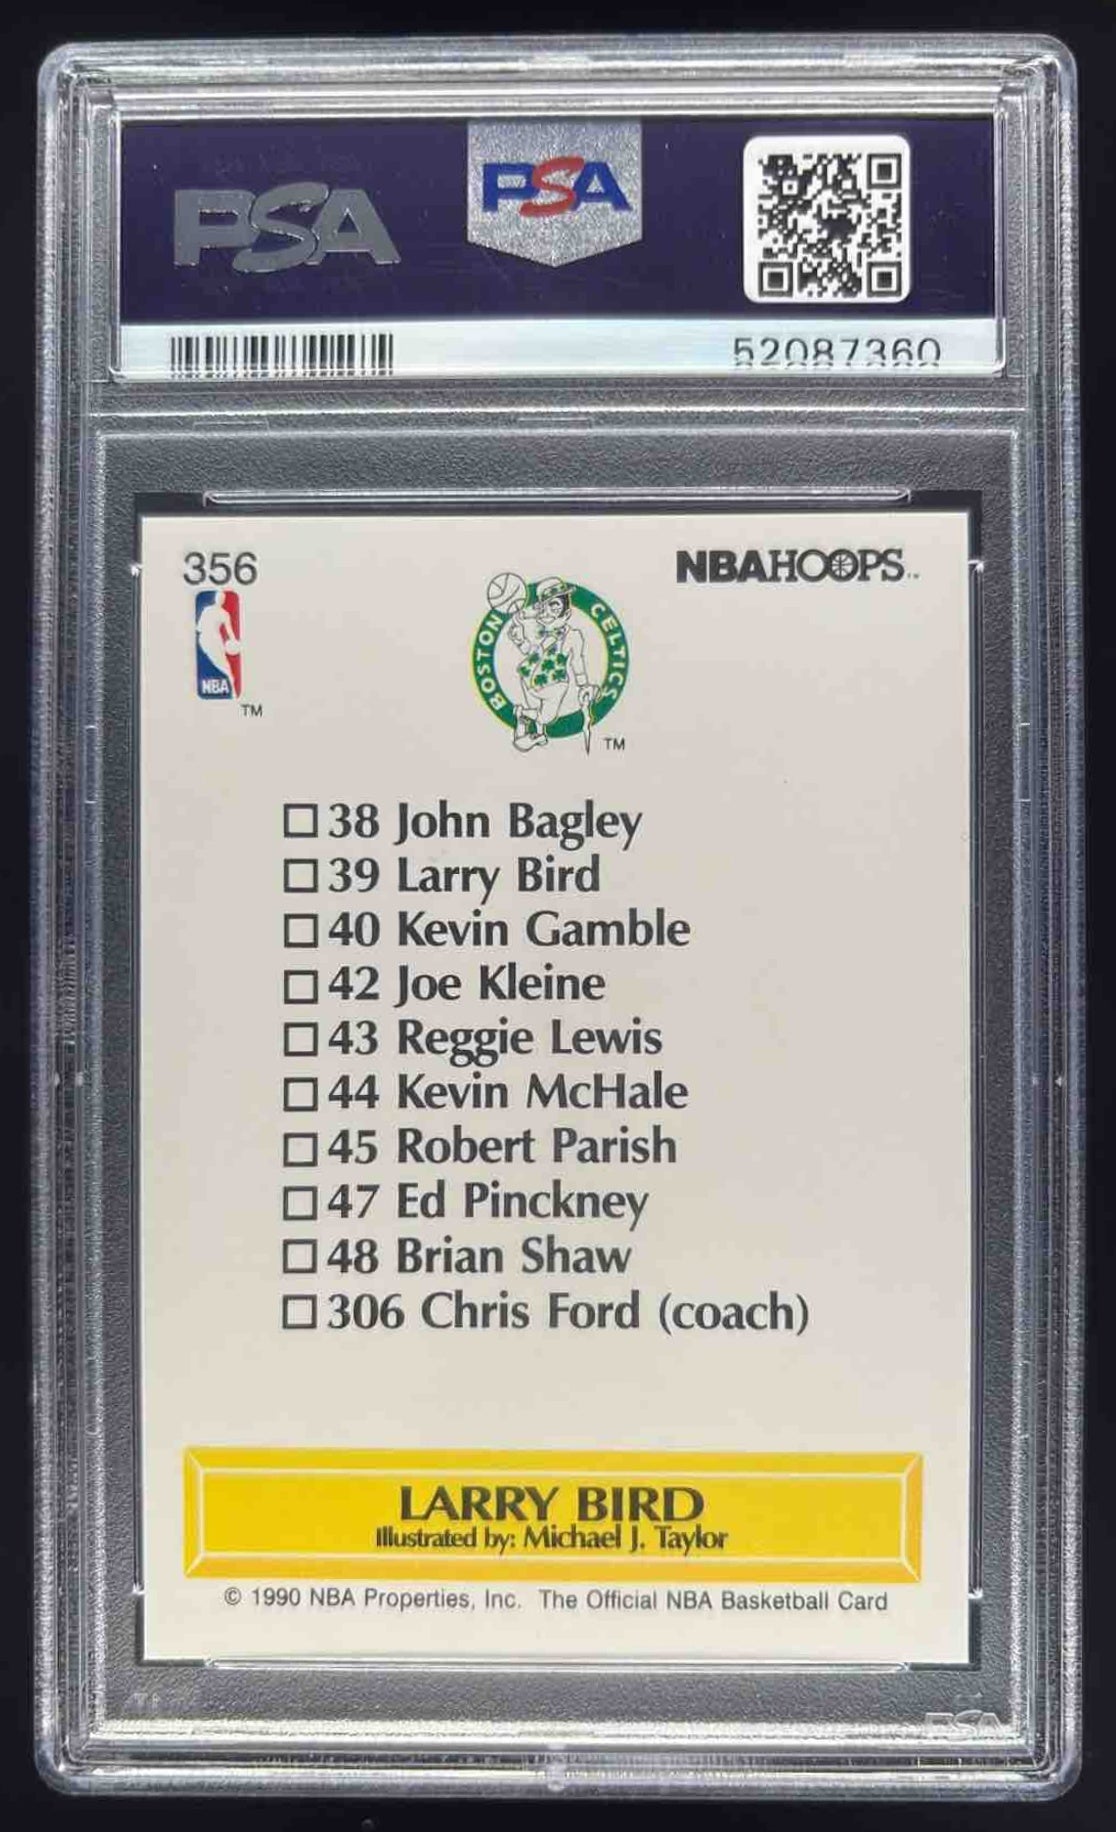 PSA
PSA
52087360
356
NBAHOOPS™
NBA
TM
BOSTON CELTICS
TM
38 John Bagley
39 Larry Bird
40 Kevin Gamble
42 Joe Kleine
43 Reggie Lewis
44 Kevin McHale
45 Robert Parish
47 Ed Pinckney
48 Brian Shaw
306 Chris Ford (coach)
LARRY BIRD
Illustrated by: Michael J. Taylor
© 1990 NBA Properties, Inc. The Official NBA Basketball Card
PSA